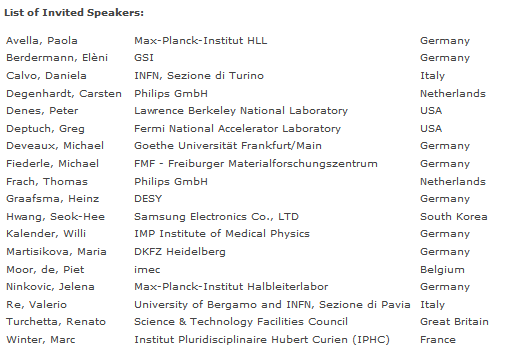 List of Invited Speakers:
Avella, Paola Max-Planck-Institut HLL Germany
Berdermann, Elèni GSI Germany
Calvo, Daniela INFN, Sezione di Turino Italy
Degenhardt, Carsten Philips GmbH Netherlands
Denes, Peter Lawrence Berkeley National Laboratory USA
Deptuch, Greg Fermi National Accelerator Laboratory USA
Deveaux, Michael Goethe Universität Frankfurt/Main Germany
Fiederle, Michael FMF - Freiburger Materialforschungszentrum Germany
Frach, Thomas Philips GmbH Netherlands
Graafsma, Heinz DESY Germany
Hwang, Seok-Hee Samsung Electronics Co., LTD South Korea
Kalender, Willi IMP Institute of Medical Physics Germany
Martisikova, Maria DKFZ Heidelberg Germany
Moor, de, Piet imec Belgium
Ninkovic, Jelena Max-Planck-Institut Halbleiterlabor Germany
Re, Valerio University of Bergamo and INFN, Sezione di Pavia Italy
Turchetta, Renato Science & Technology Facilities Council Great Britain
Winter, Marc Institut Pluridisciplinaire Hubert Curien (IPHC) France